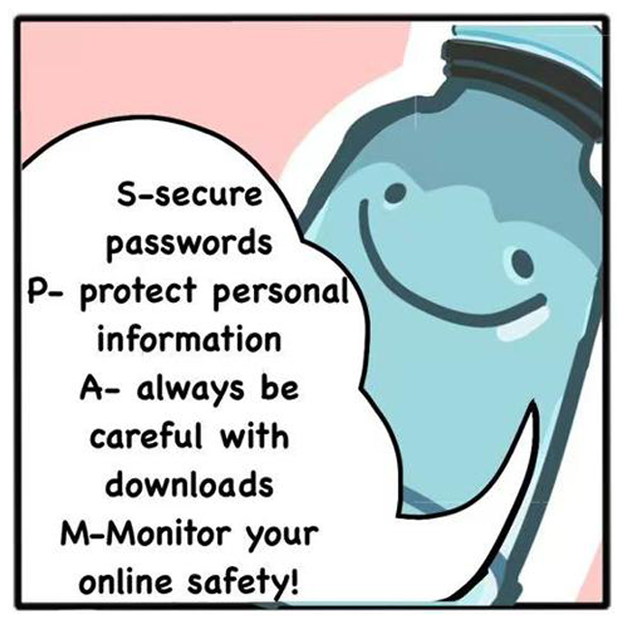 S-secure
passwords
P- protect personal
information
A- always be
careful with
downloads
M-Monitor your
online safety!